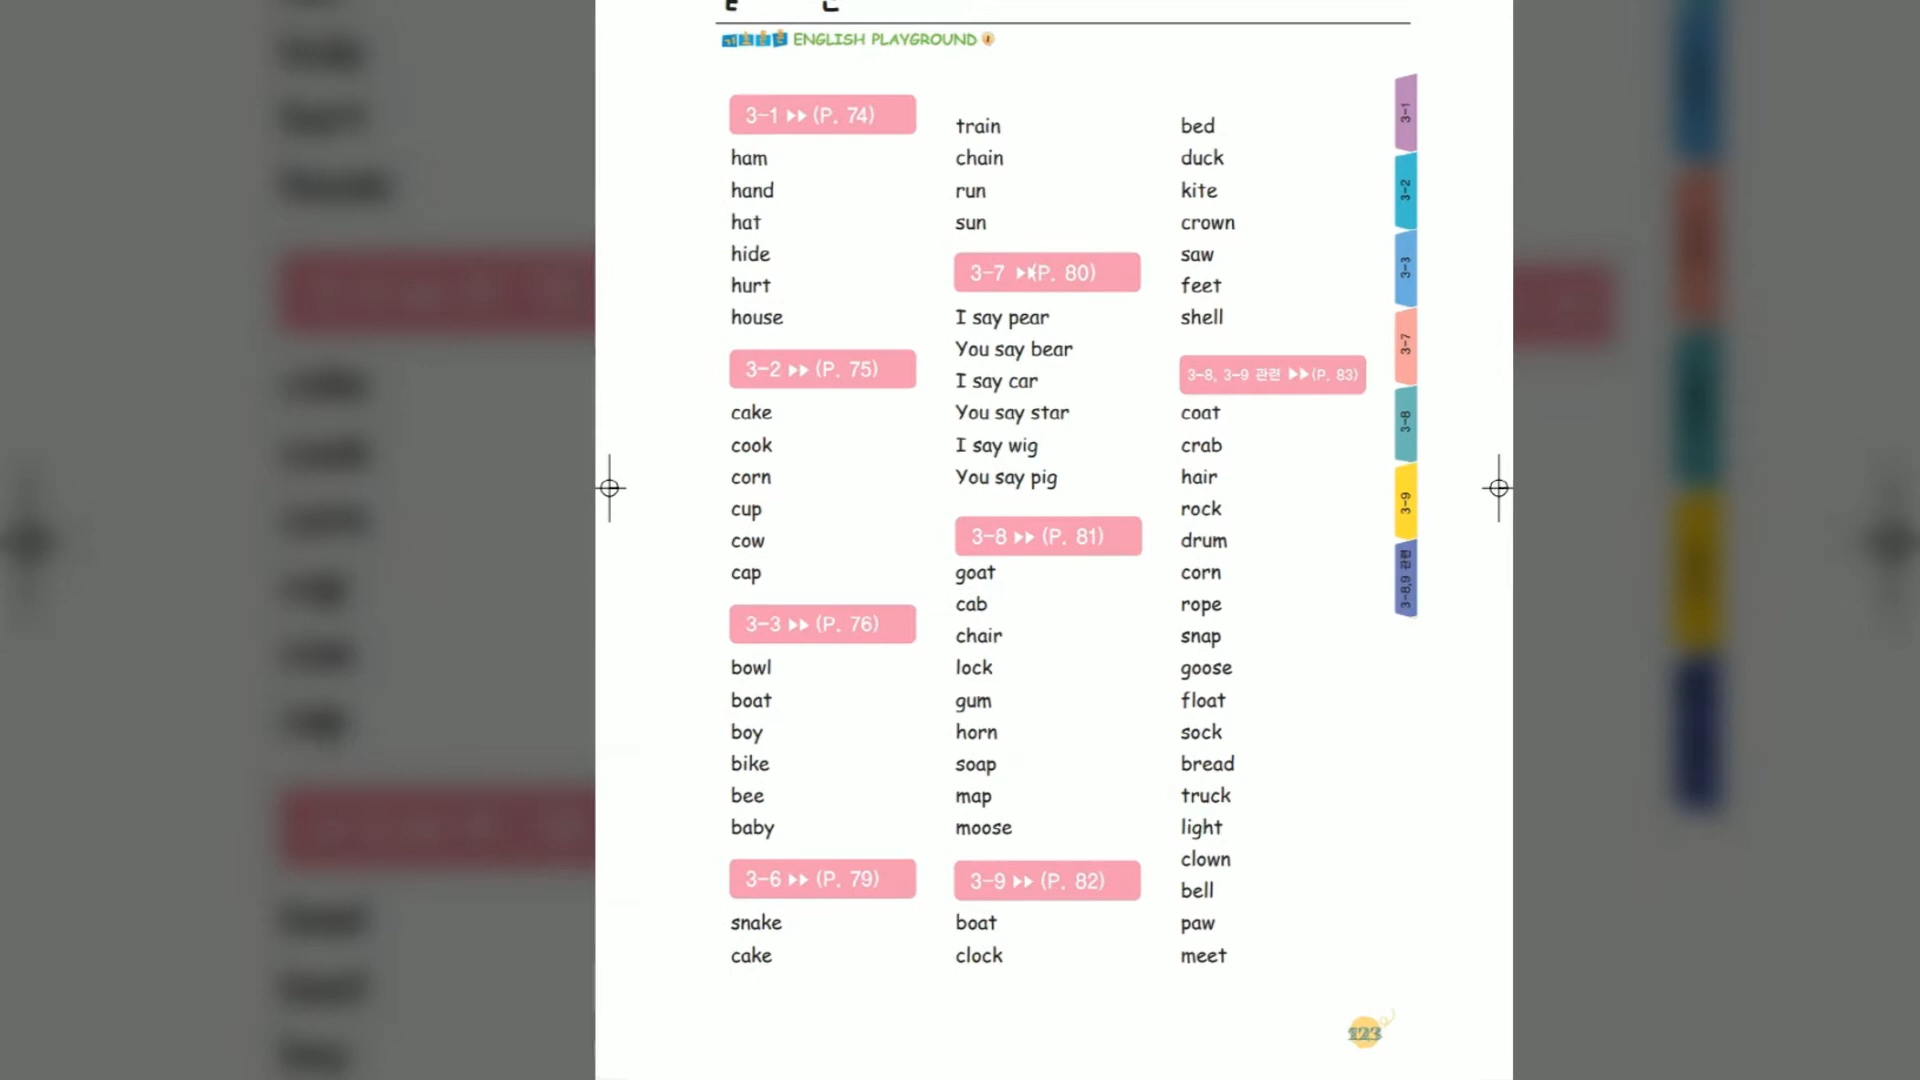 ENGLISH PLAYGROUND
3-1 ▸▸ (P. 74)
ham
hand
hat
hide
hurt
house
3-2 ▸▸ (P. 75)
cake
cook
corn
cup
cow
cap
3-3 ▸▸ (P. 76)
bowl
boat
boy
bike
bee
baby
3-6 ▸▸ (P. 79)
snake
cake
train
chain
run
sun
3-7 ▸▸ (P. 80)
I say pear
You say bear
I say car
You say star
I say wig
You say pig
3-8 ▸▸ (P. 81)
goat
cab
chair
lock
gum
horn
soap
map
moose
3-9 ▸▸ (P. 82)
boat
clock
bed
duck
kite
crown
saw
feet
shell
3-8, 3-9 관련 ▸▸ (P. 83)
coat
crab
hair
rock
drum
corn
rope
snap
goose
float
sock
bread
truck
light
clown
bell
paw
meet
3-1
3-2
3-3
3-7
3-8
3-9
3-8,9 관련
123